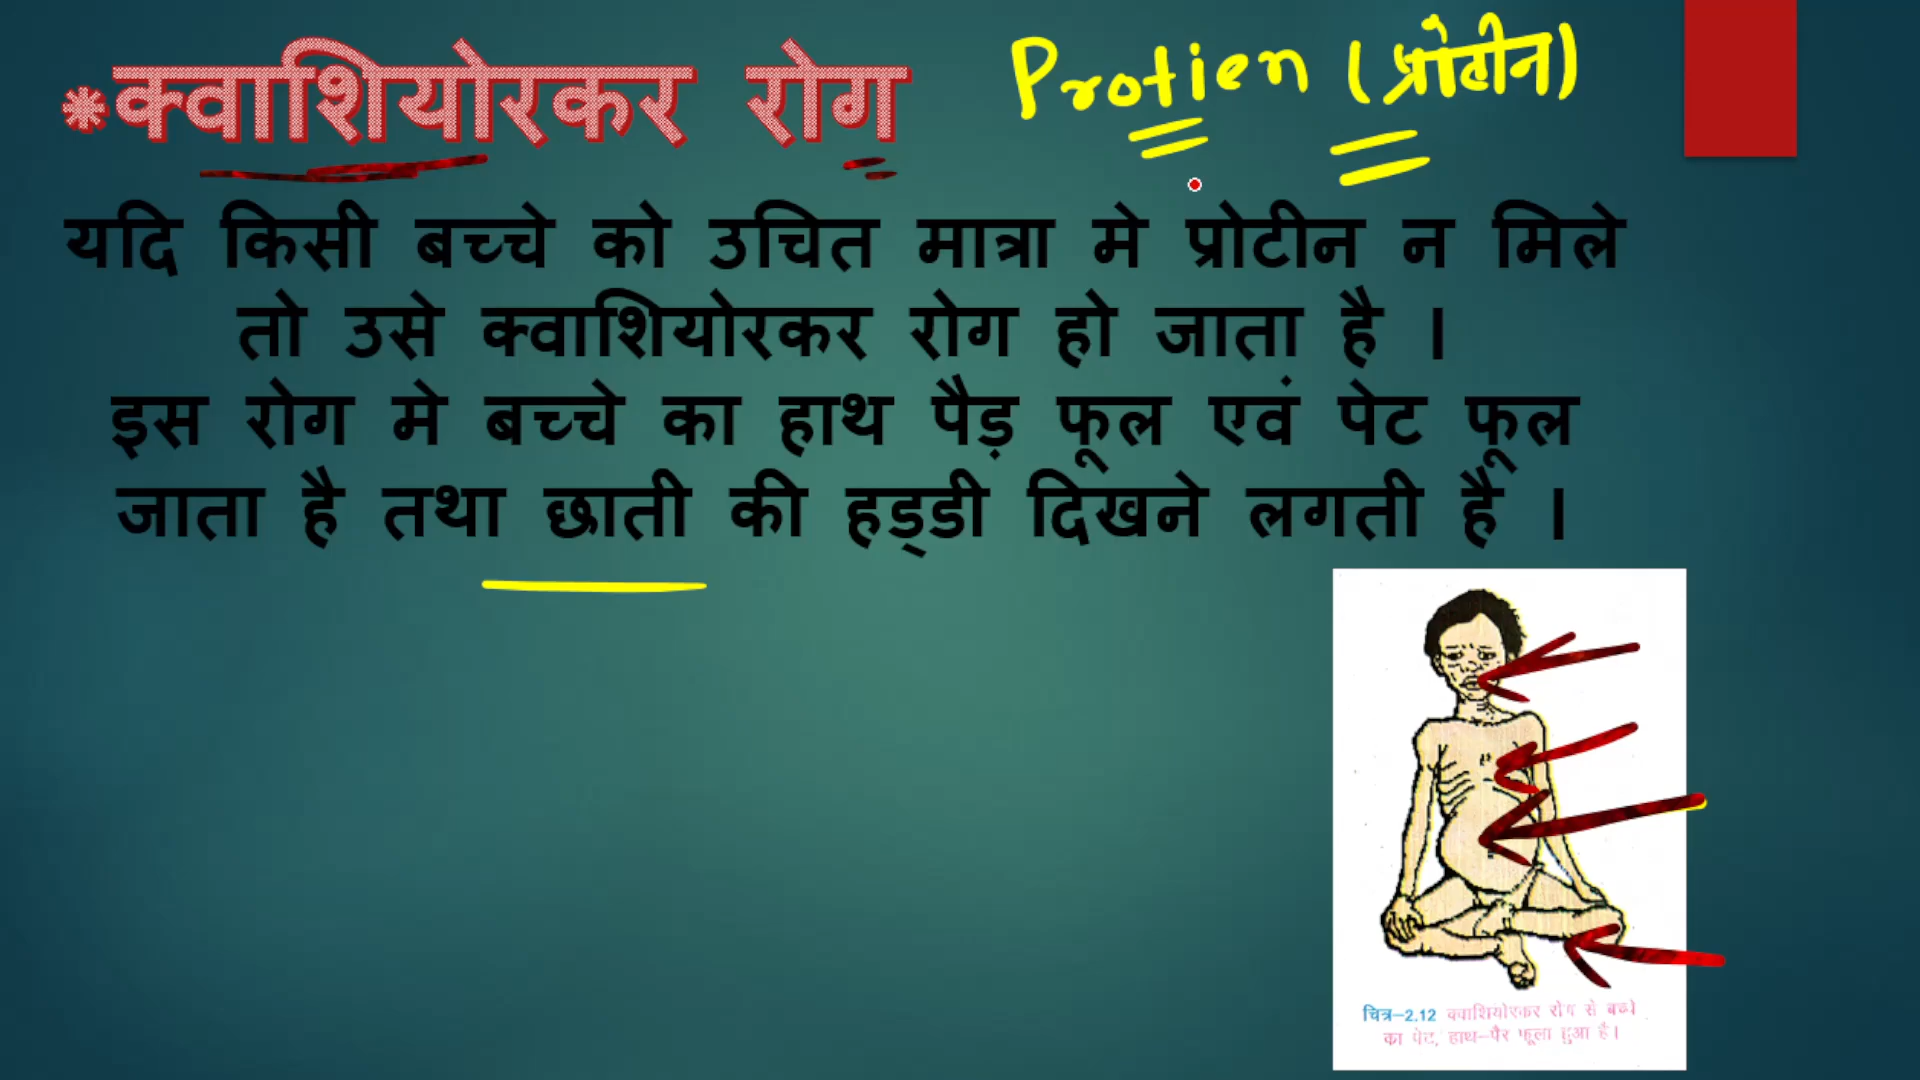 *क्वाशियोरकर रोग
Protien (प्रोटीन)
यदि किसी बच्चे को उचित मात्रा मे प्रोटीन न मिले
तो उसे क्वाशियोरकर रोग हो जाता है ।
इस रोग मे बच्चे का हाथ पैड़ फूल एवं पेट फूल
जाता है तथा छाती की हड्डी दिखने लगती है ।
चित्र–2.12 क्वाशियोरकर रोग से बच्चे
का पेट, हाथ–पैर फूला हुआ है।